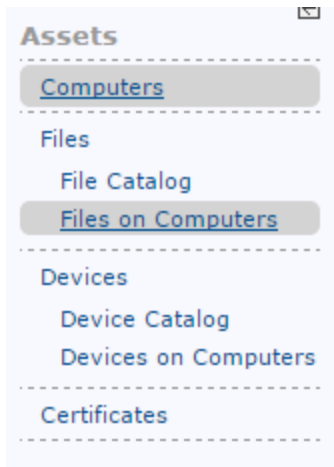 Assets
Computers
Files
File Catalog
Files on Computers
Devices
Device Catalog
Devices on Computers
Certificates